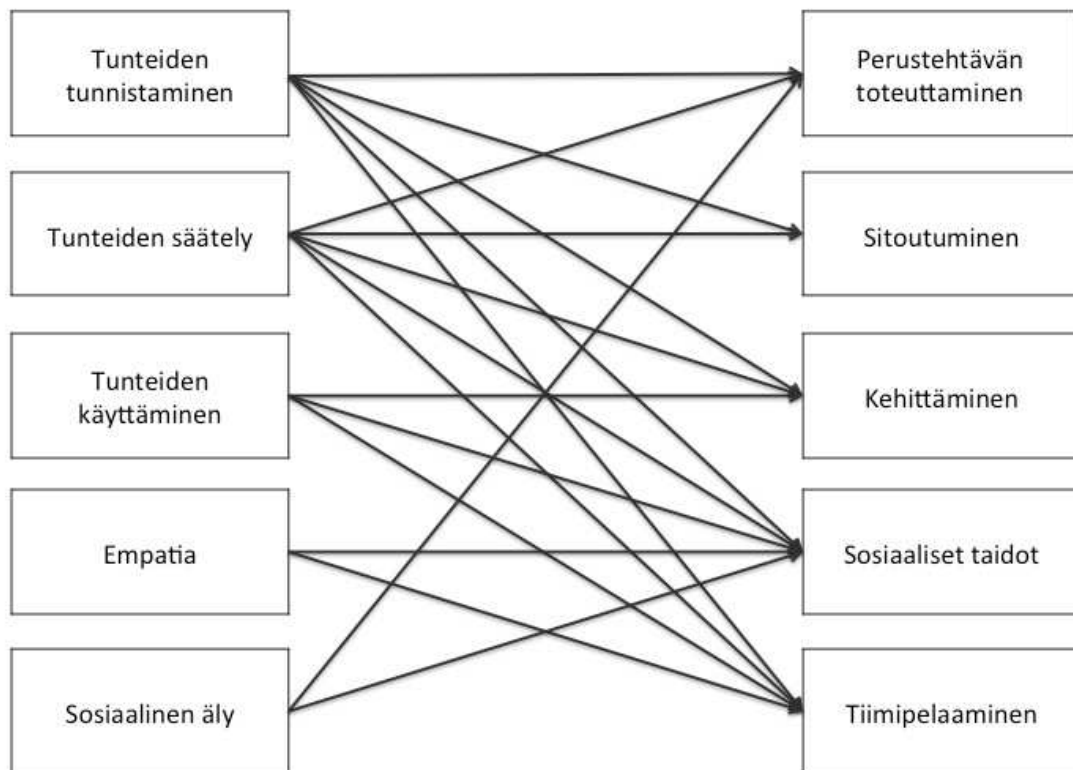 Tunteiden
tunnistaminen
Tunteiden säätely
Tunteiden
käyttäminen
Empatia
Sosiaalinen äly
Perustehtävän
toteuttaminen
Sitoutuminen
Kehittäminen
Sosiaaliset taidot
Tiimipelaaminen